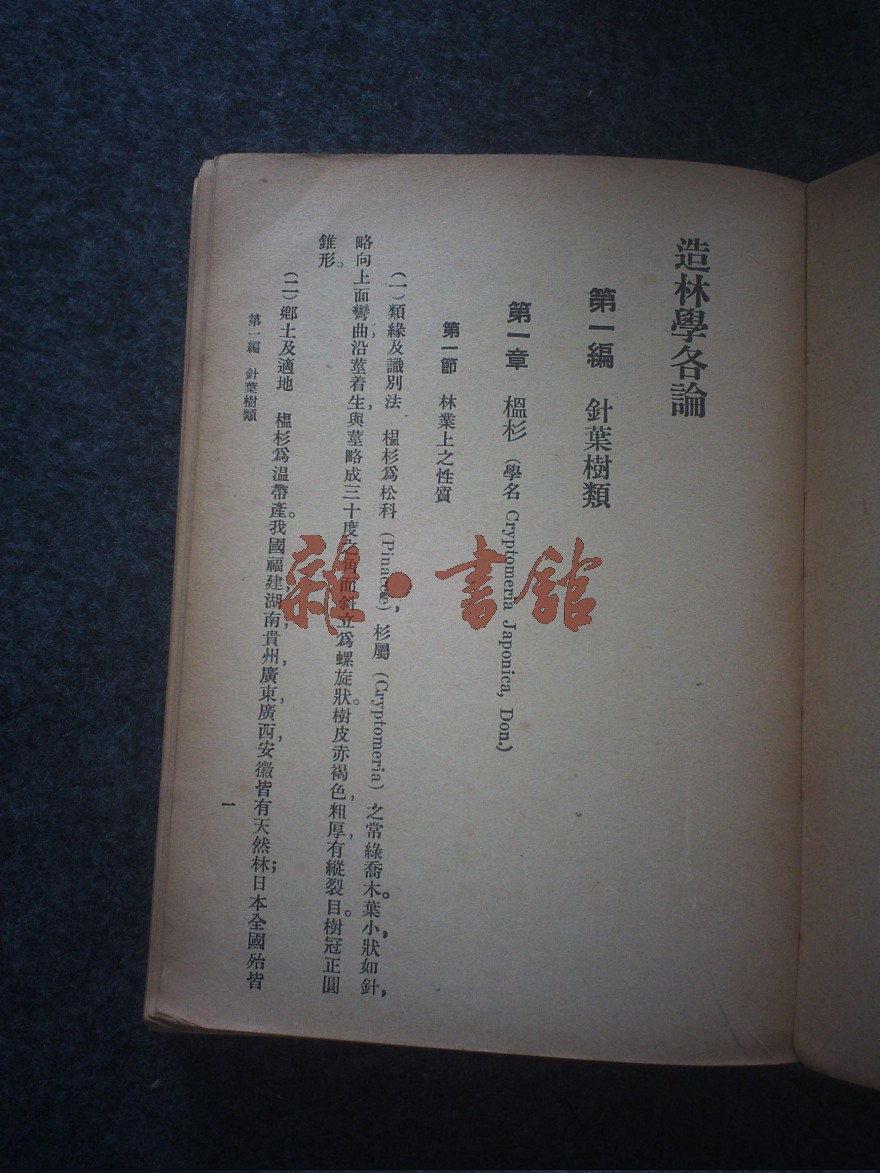 造林學各論
第一編　針葉樹類
第一章　榲杉（學名 Cryptomeria Japonica, Don.）
第一節　林業上之性質
（一）類緣及識別法　榲杉爲松科（Pinaceæ），杉屬（Cryptomeria）之常綠喬木。葉小，狀如針，
略向上面彎曲，沿莖着生，與莖略成三十度之角而斜立，爲螺旋狀。樹皮赤褐色，粗厚，有縱裂目。樹冠正圓
錐形。
（二）鄉土及適地　榲杉爲溫帶產。我國福建，湖南，貴州，廣東，廣西，安徽皆有天然林；日本全國殆皆
第一編　針葉樹類
1
雜·書館